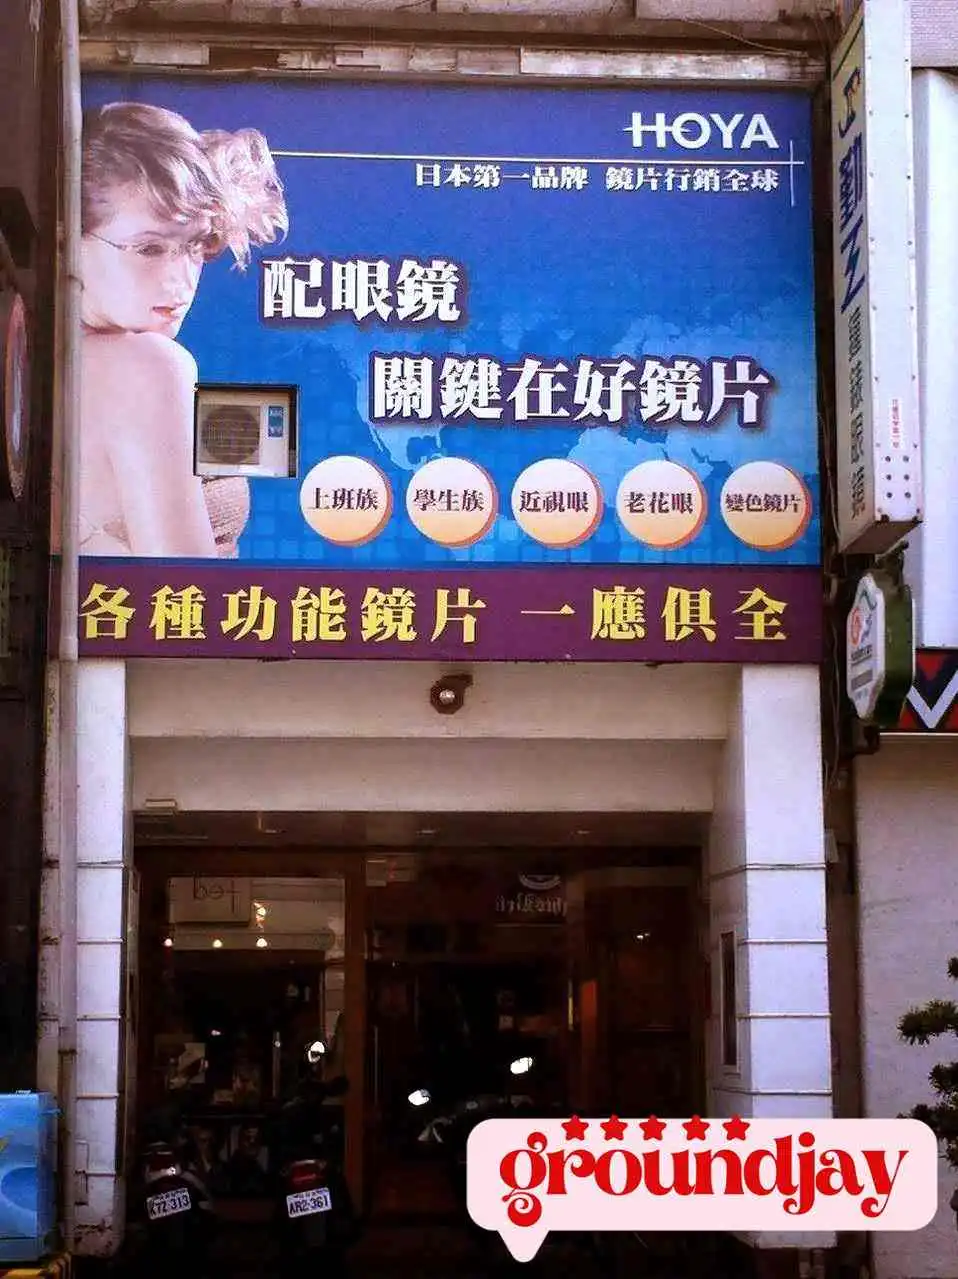 HOYA
日本第一品牌 鏡片行銷全球
配眼鏡
關鍵在好鏡片
上班族 學生族 近視眼 老花眼 變色鏡片
各種功能鏡片 一應俱全
AR2-361
groundjay